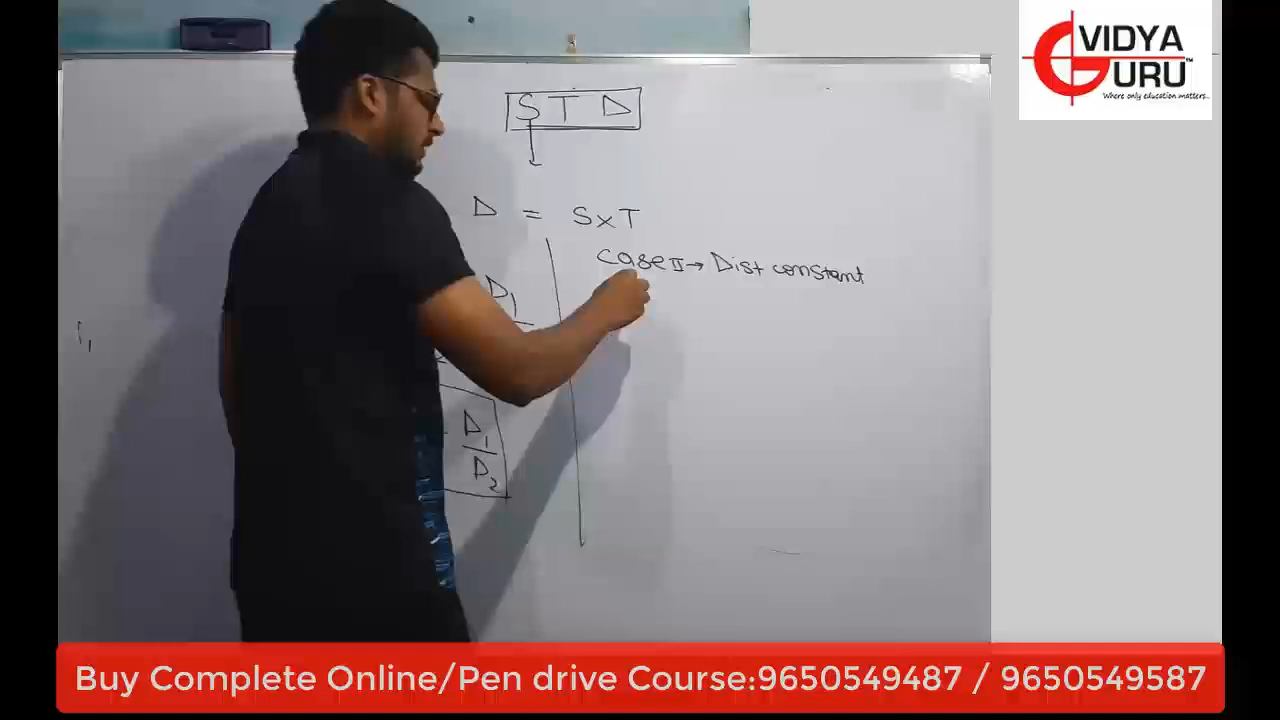 VIDYA
GURU
TM
Where only education matters..
S T D
D = S×T
Case II → Dist constant
D1
D1
D2
Buy Complete Online/Pen drive Course:9650549487 / 9650549587